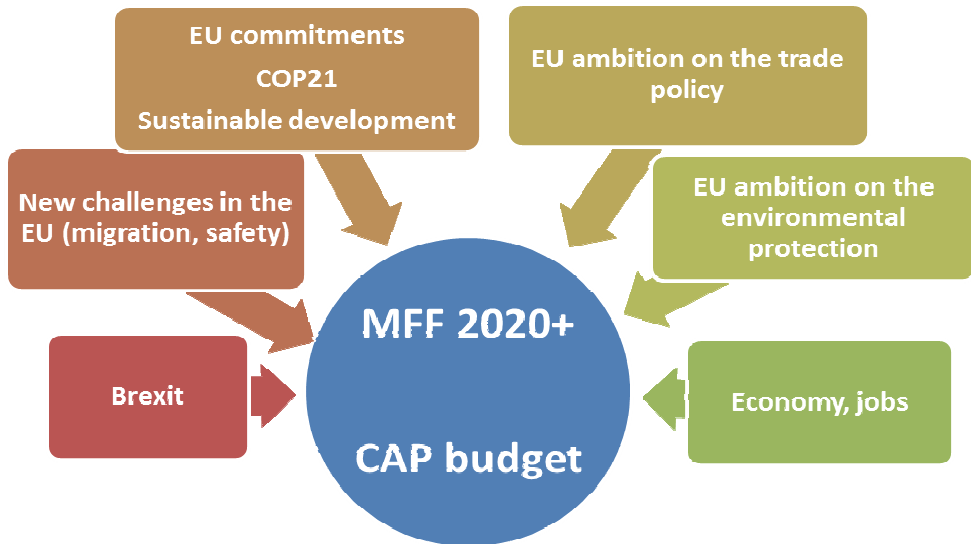 EU commitments
COP21
Sustainable development
EU ambition on the trade
policy
New challenges in the
EU (migration, safety)
EU ambition on the
environmental
protection
MFF 2020+
Brexit
Economy, jobs
CAP budget